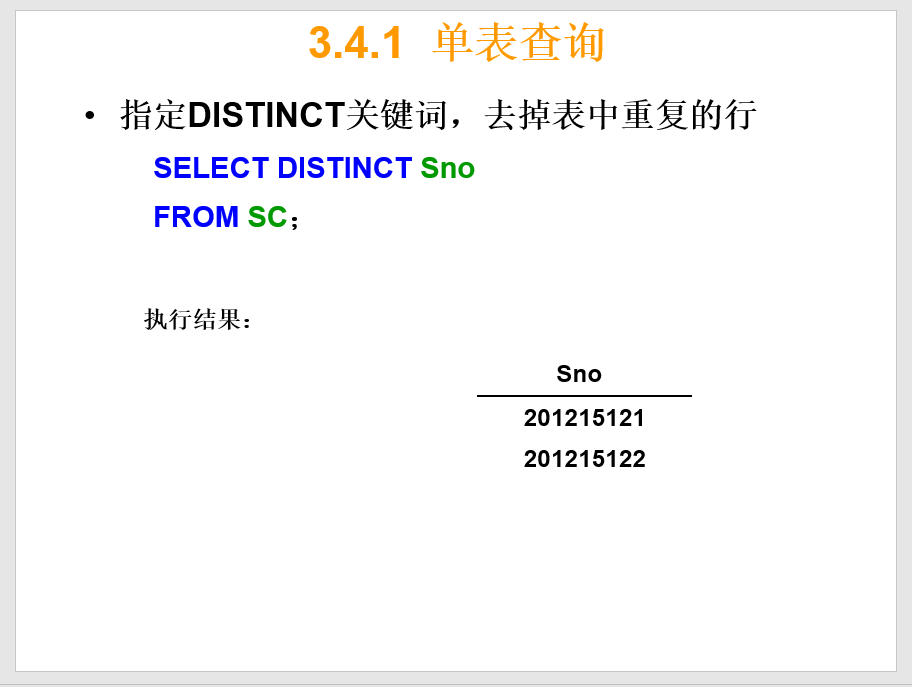 3.4.1 单表查询
• 指定DISTINCT关键词，去掉表中重复的行
SELECT DISTINCT Sno
FROM SC；
执行结果：
Sno
201215121
201215122